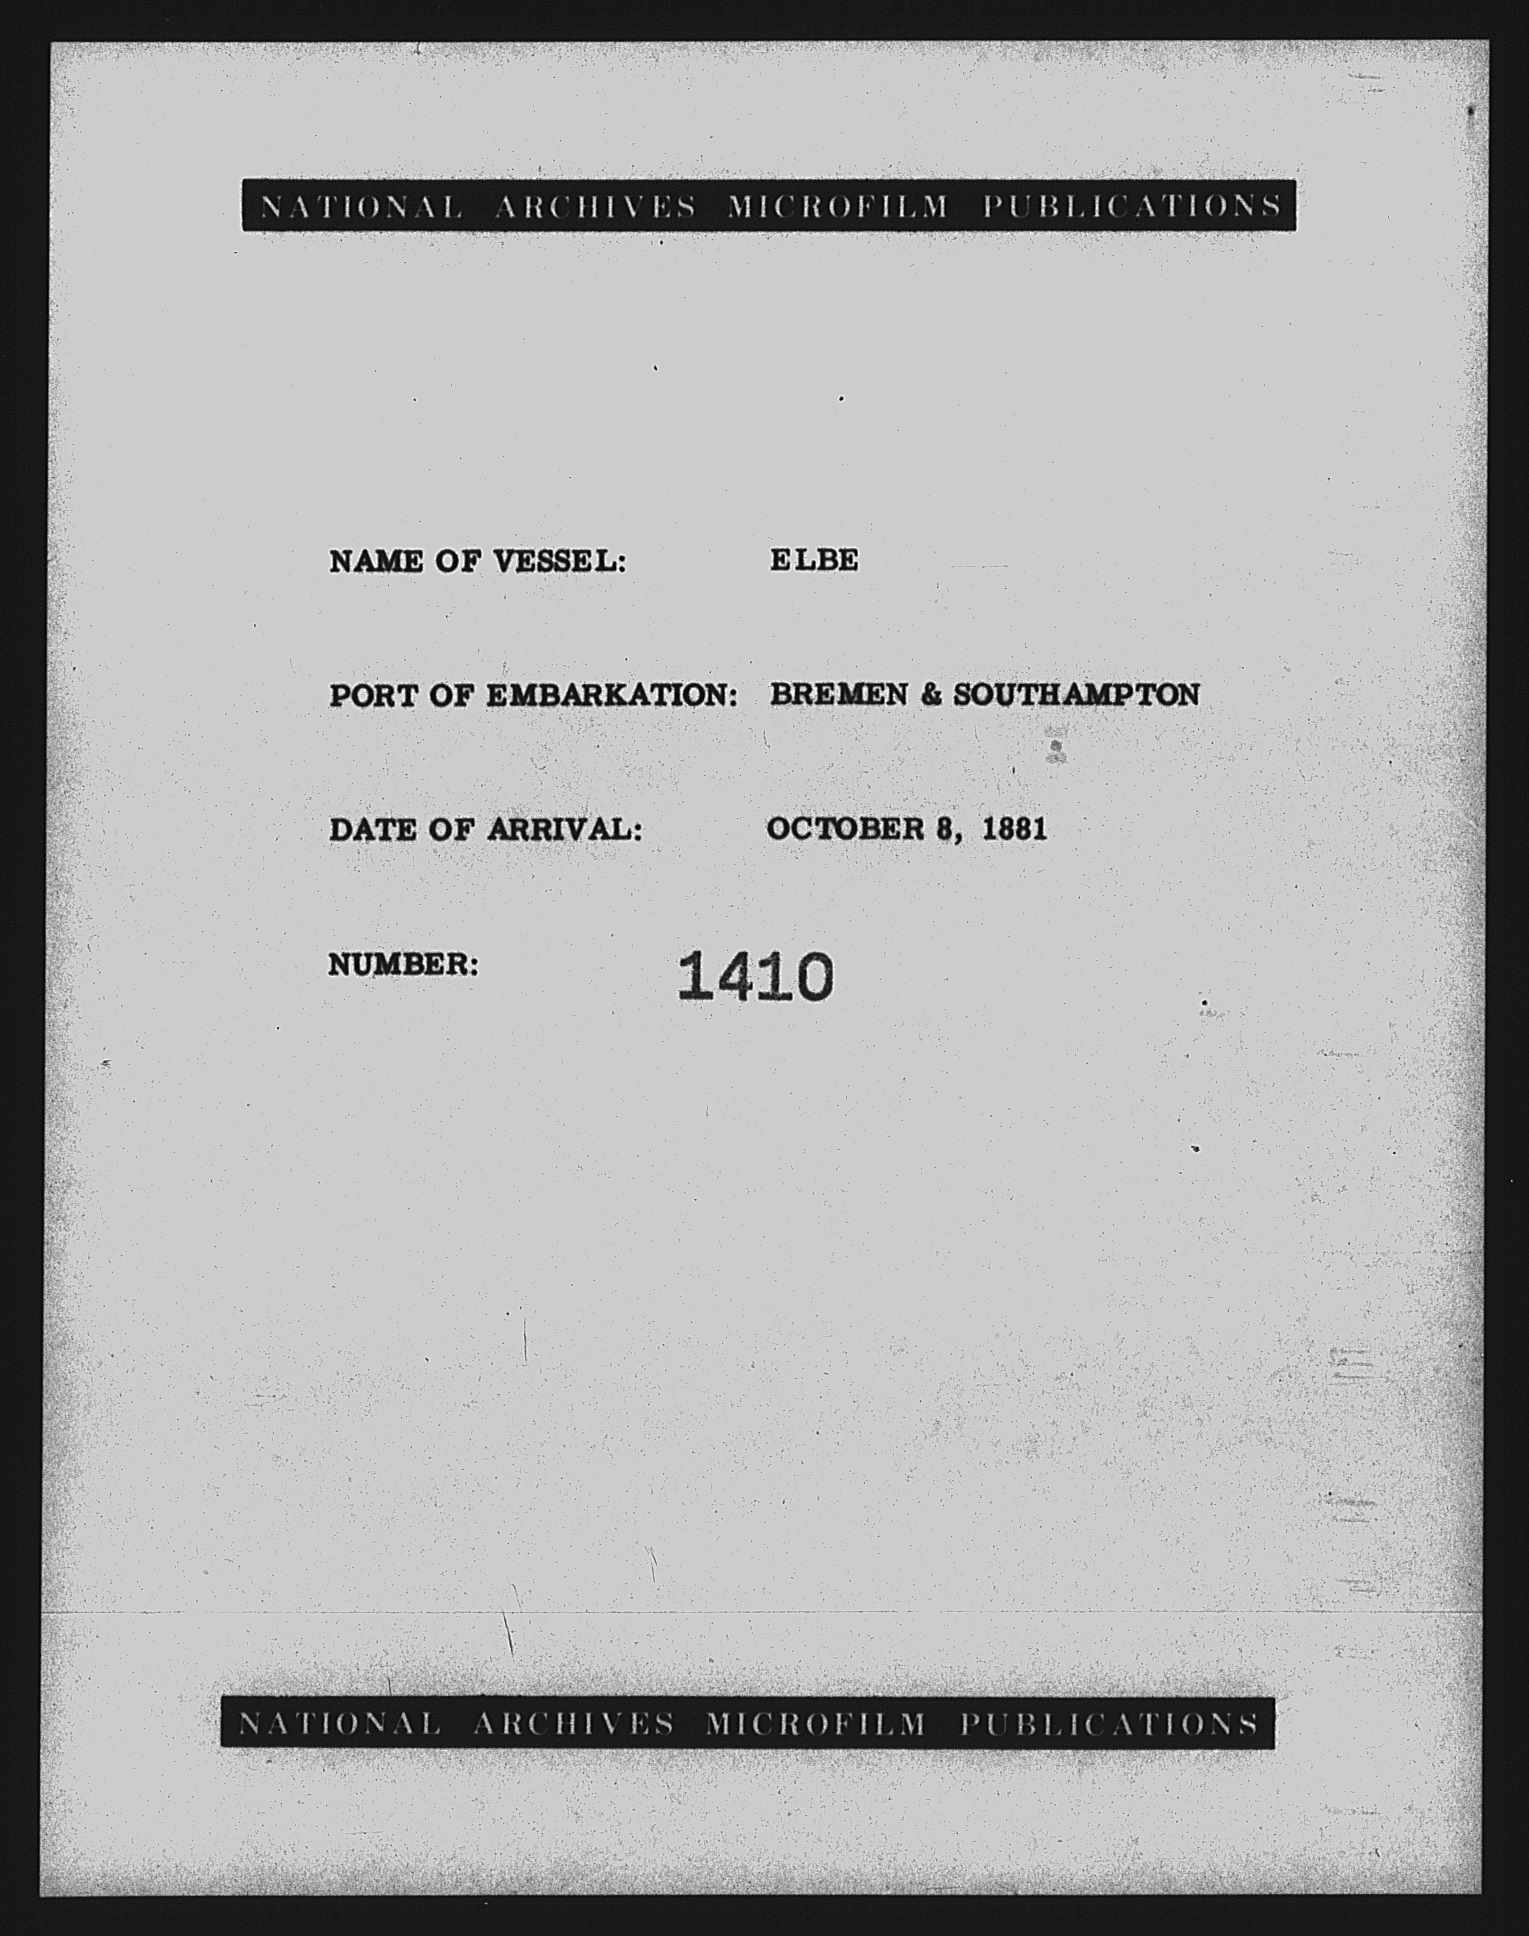 NATIONAL ARCHIVES MICROFILM PUBLICATIONS
NAME OF VESSEL: ELBE
PORT OF EMBARKATION: BREMEN & SOUTHAMPTON
DATE OF ARRIVAL: OCTOBER 8, 1881
NUMBER: 1410
NATIONAL ARCHIVES MICROFILM PUBLICATIONS